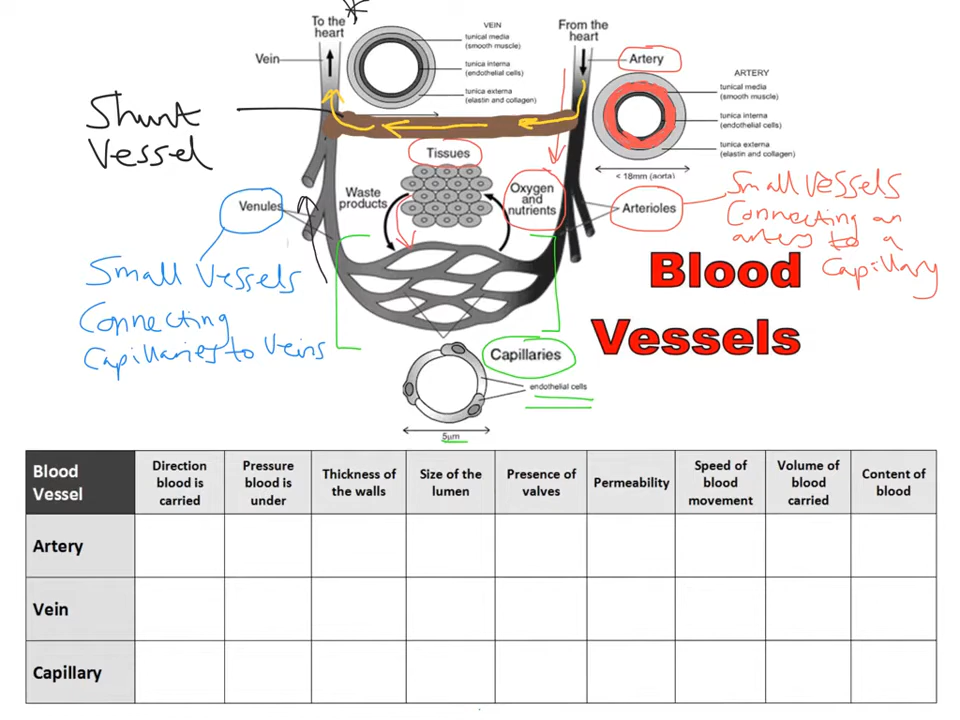 To the
heart
VEIN
tunical media
(smooth muscle)
tunica interna
(endothelial cells)
tunica externa
(elastin and collagen)
From the
heart
Vein
Artery
ARTERY
tunical media
(smooth muscle)
tunica interna
(endothelial cells)
tunica externa
(elastin and collagen)
< 18mm (aorta)
Shunt
Vessel
Tissues
Waste
products
Oxygen
and
nutrients
Venules
Arterioles
Small vessels
Connecting an
artery to a
Capillary
Small Vessels
Connecting
Capillaries to Veins
Blood
Vessels
Capillaries
endothelial cells
5µm
Blood Vessel
Direction blood is carried
Pressure blood is under
Thickness of the walls
Size of the lumen
Presence of valves
Permeability
Speed of blood movement
Volume of blood carried
Content of blood
Artery
Vein
Capillary